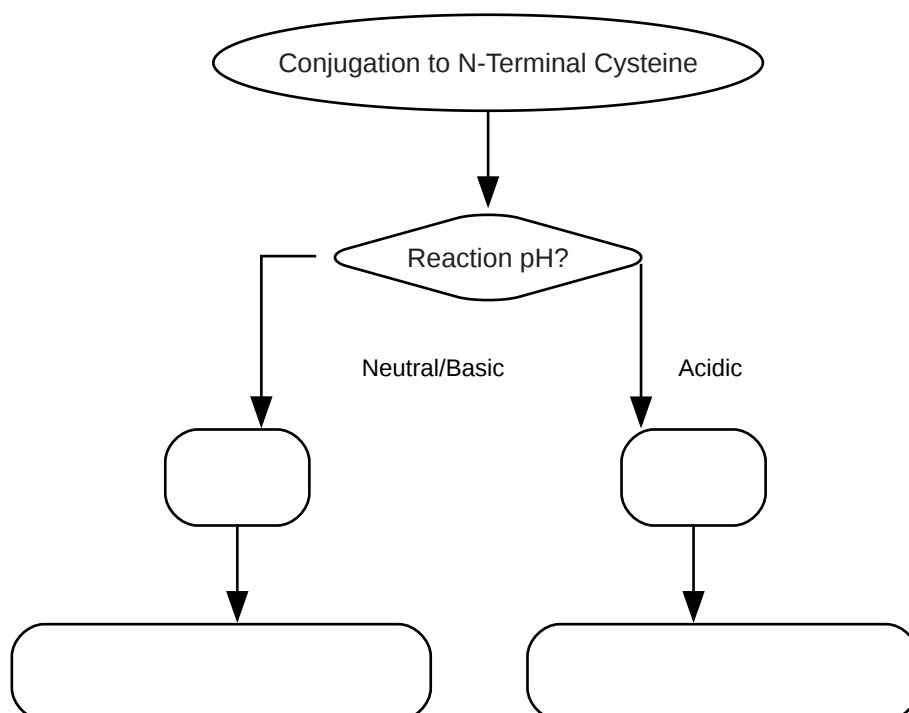 Conjugation to N-Terminal Cysteine
Reaction pH?
Neutral/Basic
Acidic